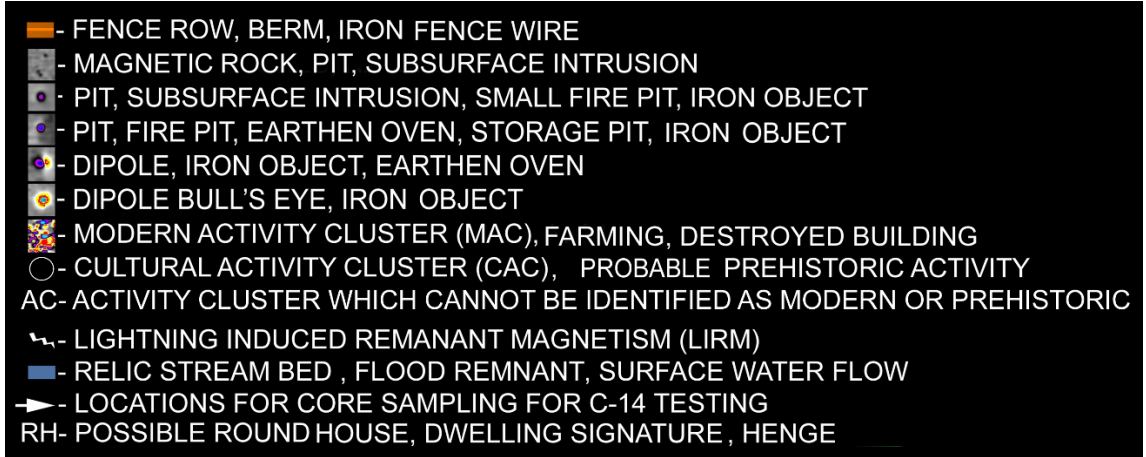 - FENCE ROW, BERM, IRON FENCE WIRE
- MAGNETIC ROCK, PIT, SUBSURFACE INTRUSION
- PIT, SUBSURFACE INTRUSION, SMALL FIRE PIT, IRON OBJECT
- PIT, FIRE PIT, EARTHEN OVEN, STORAGE PIT, IRON OBJECT
- DIPOLE, IRON OBJECT, EARTHEN OVEN
- DIPOLE BULL'S EYE, IRON OBJECT
- MODERN ACTIVITY CLUSTER (MAC), FARMING, DESTROYED BUILDING
- CULTURAL ACTIVITY CLUSTER (CAC), PROBABLE PREHISTORIC ACTIVITY
AC- ACTIVITY CLUSTER WHICH CANNOT BE IDENTIFIED AS MODERN OR PREHISTORIC
- LIGHTNING INDUCED REMANANT MAGNETISM (LIRM)
- RELIC STREAM BED , FLOOD REMNANT, SURFACE WATER FLOW
- LOCATIONS FOR CORE SAMPLING FOR C-14 TESTING
RH- POSSIBLE ROUND HOUSE, DWELLING SIGNATURE , HENGE